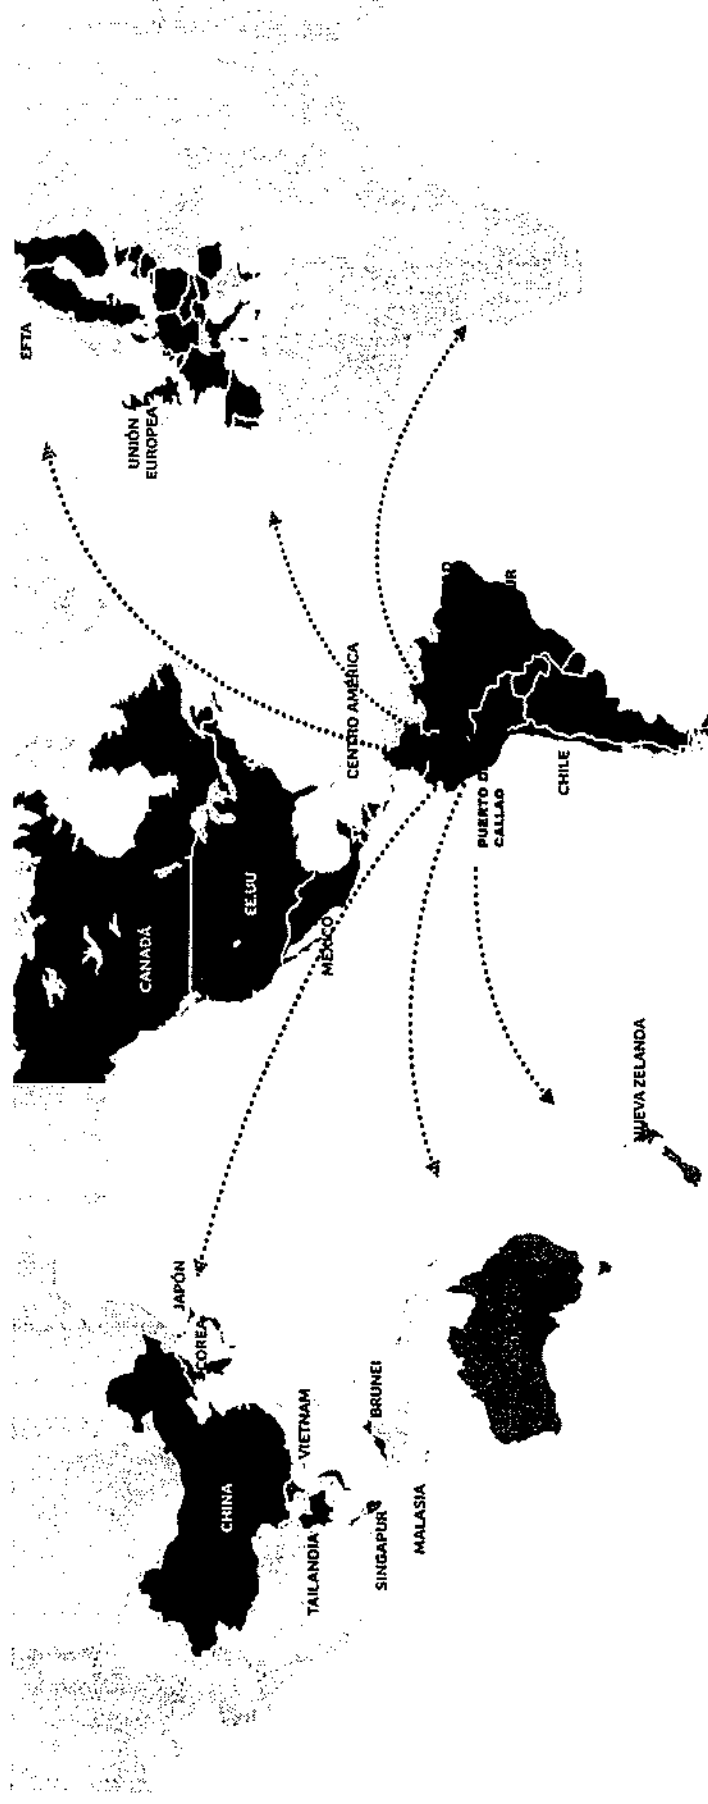 EFTA
UNIÓN
EUROPEA
CANADÁ
JAPÓN
COREA
CHINA
EE.UU
VIETNAM
TAILANDIA
MÉXICO
CENTRO AMÉRICA
BRUNEI
SINGAPUR
MALASIA
PUERTO
CALLAO
CHILE
NUEVA ZELANDA